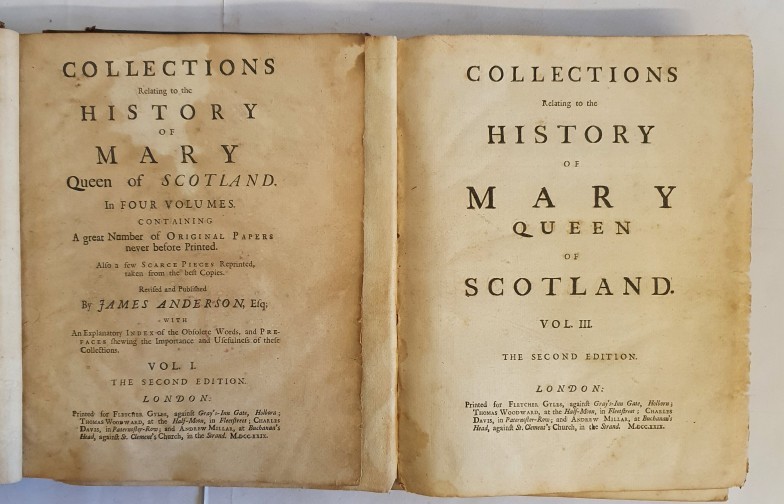 COLLECTIONS
Relating to the
HISTORY
OF
MARY
Queen of SCOTLAND.
In FOUR VOLUMES.
CONTAINING
A great Number of ORIGINAL PAPERS
never before Printed.
Also a few SCARCE PIECES Reprinted,
taken from the best Copies.
Revised and Published
By JAMES ANDERSON, Esq;
WITH
An Explanatory INDEX of the Obsolete Words, and PRE-
FACES shewing the Importance and Usefulness of these
Collections.
VOL. I.
THE SECOND EDITION.
LONDON:
Printed for FLETCHER GYLES, against Gray's-Inn Gate, Holborn;
THOMAS WOODWARD, at the Half-Moon, in Fleetstreet; CHARLES
DAVIS, in Paternoster-Row; and ANDREW MILLAR, at Buchanan's
Head, against St. Clement's Church, in the Strand. M.DCC.XXIX.
COLLECTIONS
Relating to the
HISTORY
OF
MARY
QUEEN
OF
SCOTLAND.
VOL. III.
THE SECOND EDITION.
LONDON:
Printed for FLETCHER GYLES, against Gray's-Inn Gate, Holborn;
THOMAS WOODWARD, at the Half-Moon, in Fleetstreet; CHARLES
DAVIS, in Paternoster-Row; and ANDREW MILLAR, at Buchanan's
Head, against St. Clement's Church, in the Strand. M.DCC.XXIX.